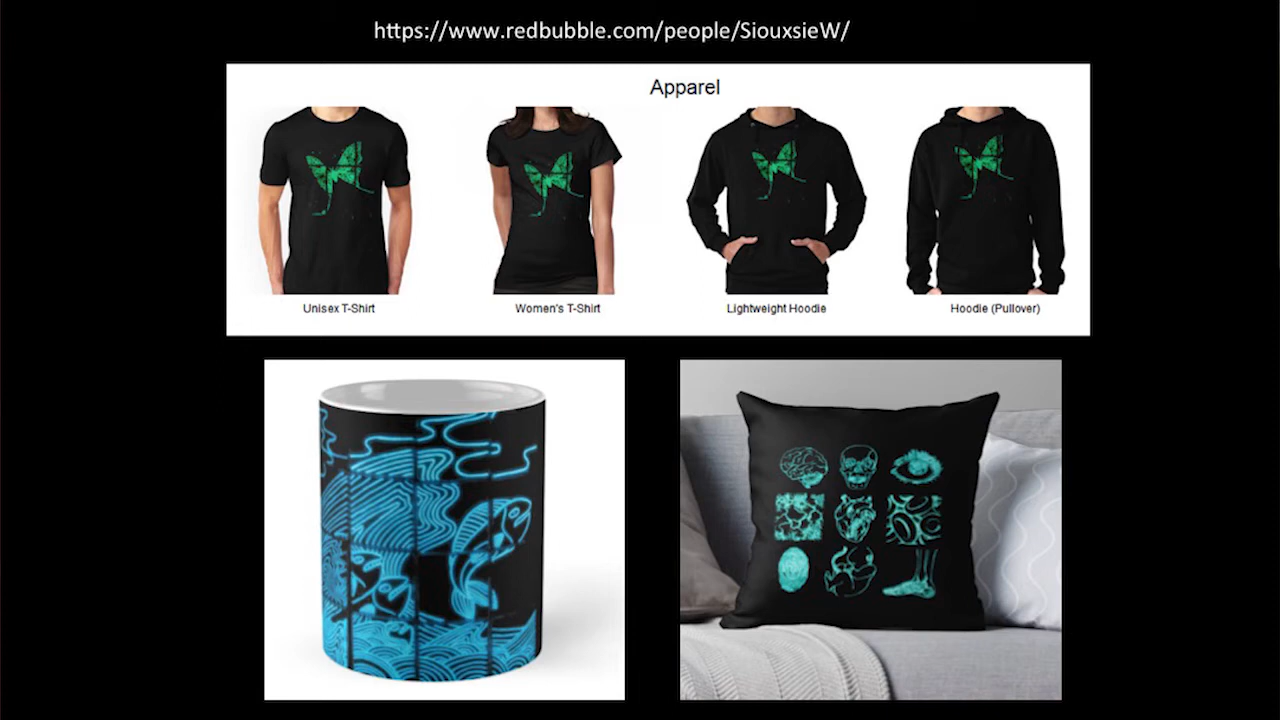 https://www.redbubble.com/people/SiouxsieW/
Apparel
Unisex T-Shirt
Women's T-Shirt
Lightweight Hoodie
Hoodie (Pullover)